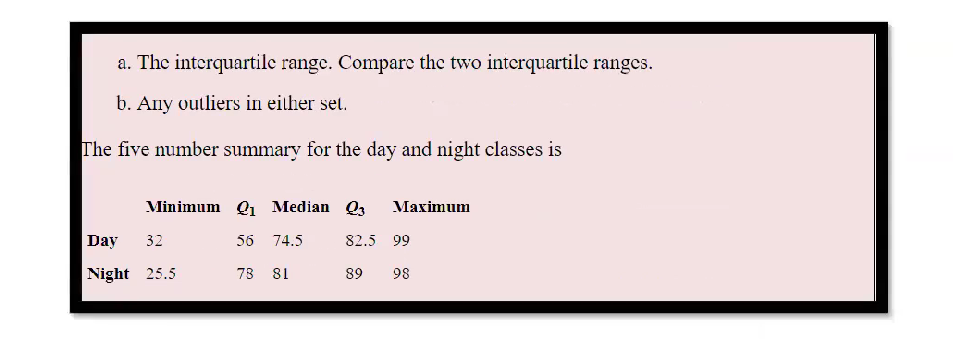 a. The interquartile range. Compare the two interquartile ranges.
b. Any outliers in either set.
The five number summary for the day and night classes is
Minimum Q1 Median Q3 Maximum
Day 32 56 74.5 82.5 99
Night 25.5 78 81 89 98